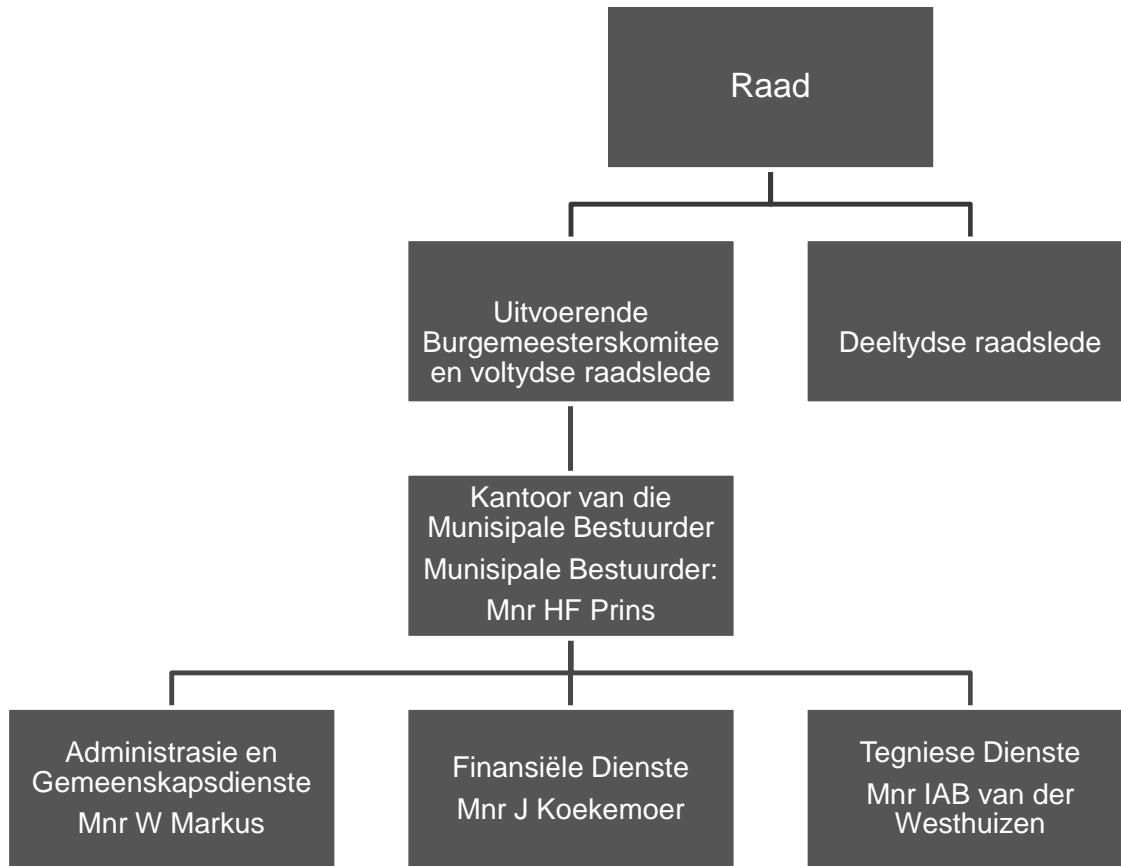 Raad
Uitvoerende
Burgemeesterskomitee
en voltydse raadslede
Deeltydse raadslede
Kantoor van die
Munisipale Bestuurder
Munisipale Bestuurder:
Mnr HF Prins
Administrasie en
Gemeenskapsdienste
Mnr W Markus
Finansiële Dienste
Mnr J Koekemoer
Tegniese Dienste
Mnr IAB van der
Westhuizen